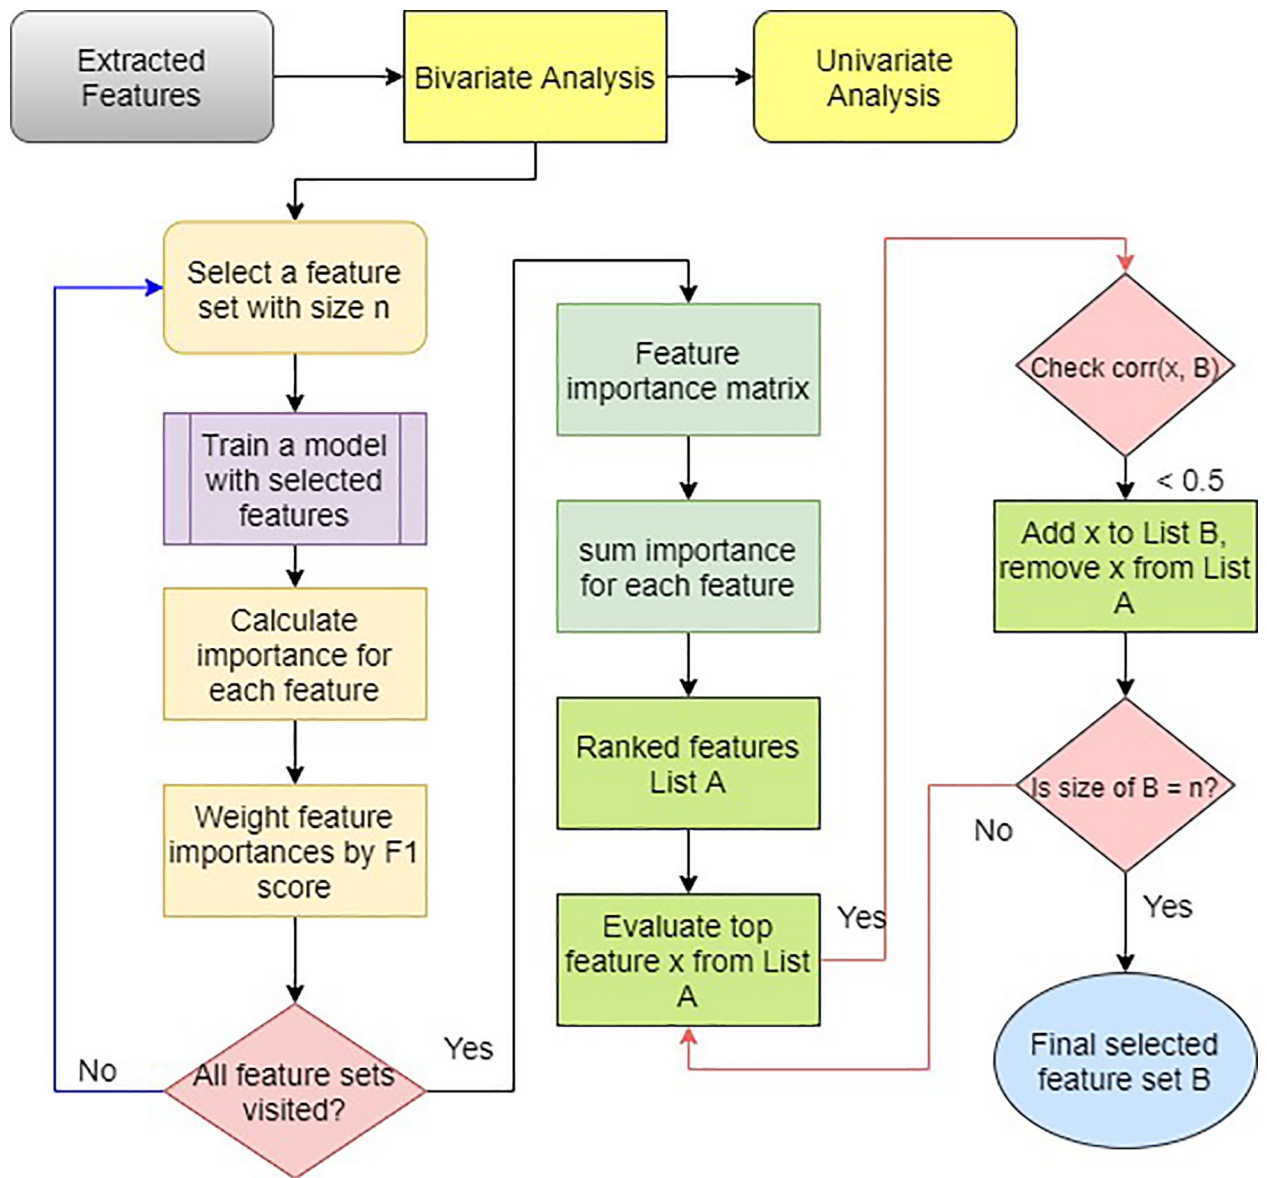 Extracted
Features
Bivariate Analysis
Univariate
Analysis
Select a feature
set with size n
Train a model
with selected
features
Calculate
importance for
each feature
Weight feature
importances by F1
score
All feature sets
visited?
No
Yes
Feature
importance matrix
sum importance
for each feature
Ranked features
List A
Evaluate top
feature x from List
A
Yes
Check corr(x, B)
< 0.5
Add x to List B,
remove x from List
A
Is size of B = n?
No
Yes
Final selected
feature set B